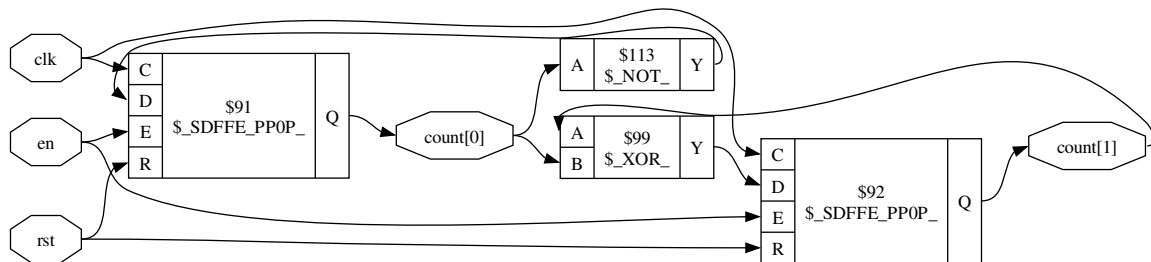 clk
en
rst
C
D
E
R
$91
$_SDFFE_PP0P_
Q
count[0]
A
$113
$_NOT_
Y
A
B
$99
$_XOR_
Y
C
D
E
R
$92
$_SDFFE_PP0P_
Q
count[1]